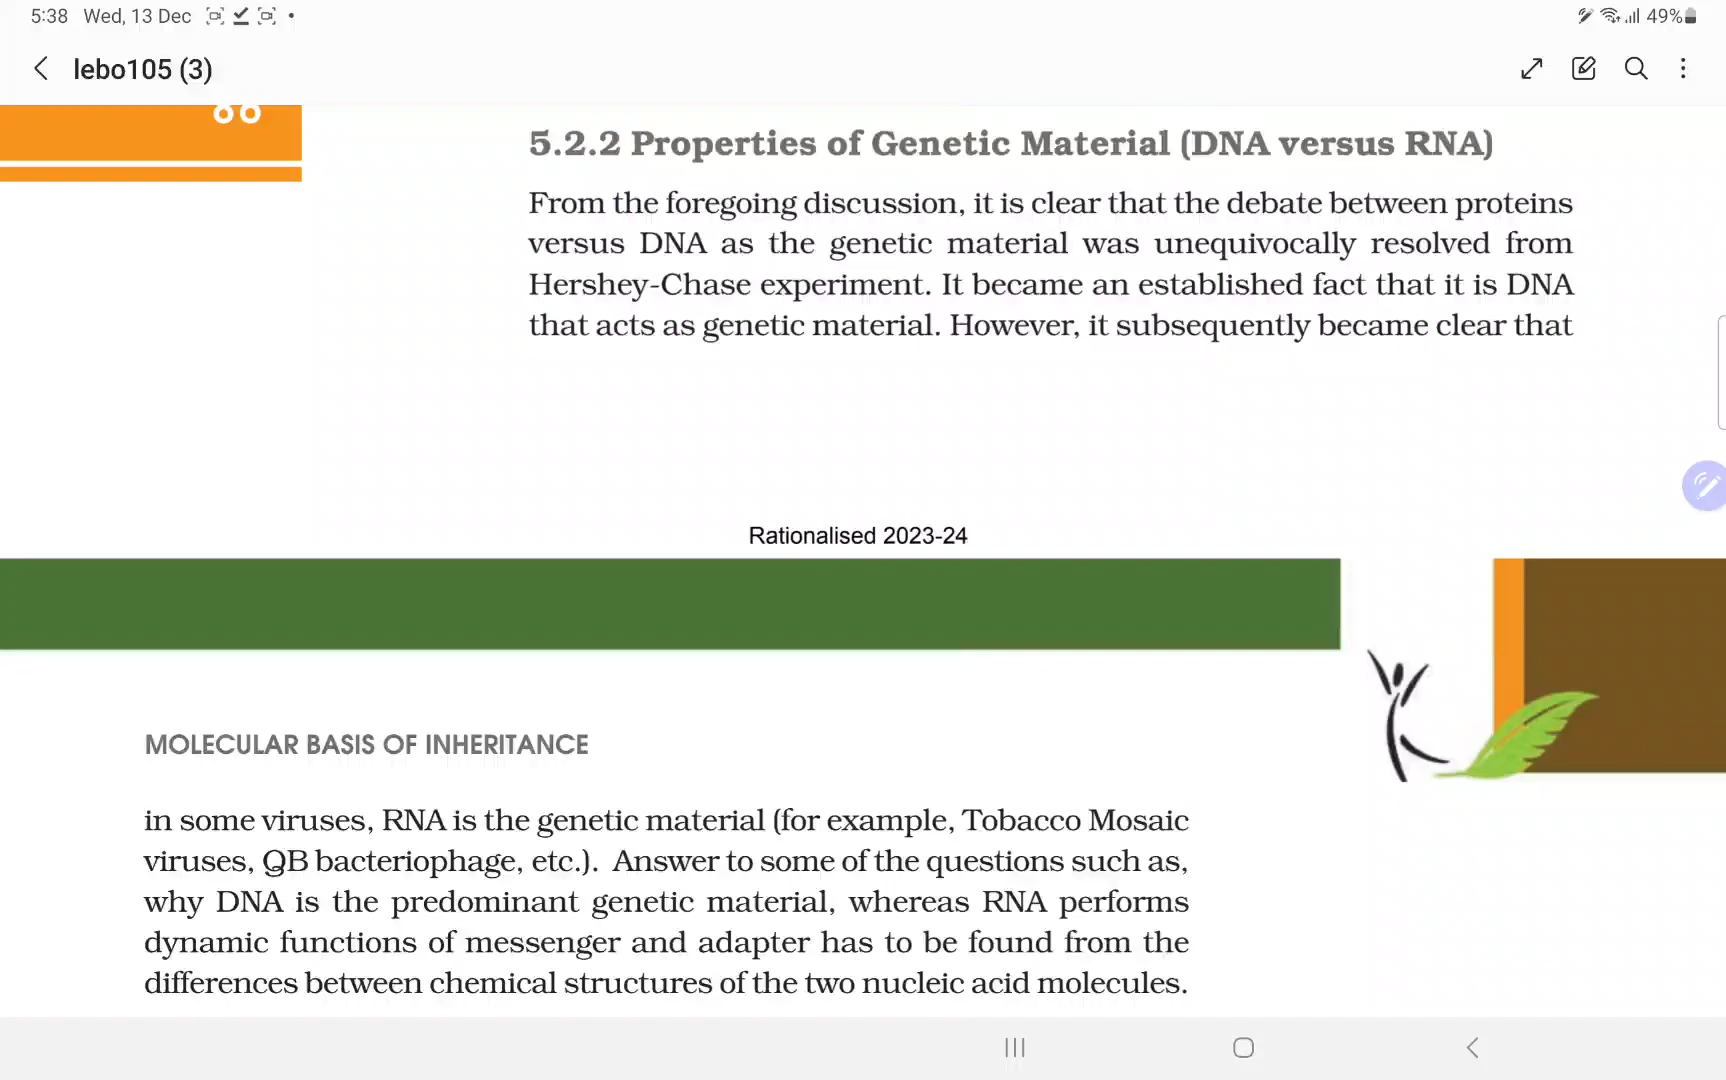 5:38 Wed, 13 Dec
49%
lebo105 (3)
5.2.2 Properties of Genetic Material (DNA versus RNA)
From the foregoing discussion, it is clear that the debate between proteins
versus DNA as the genetic material was unequivocally resolved from
Hershey-Chase experiment. It became an established fact that it is DNA
that acts as genetic material. However, it subsequently became clear that
Rationalised 2023-24
MOLECULAR BASIS OF INHERITANCE
in some viruses, RNA is the genetic material (for example, Tobacco Mosaic
viruses, QB bacteriophage, etc.). Answer to some of the questions such as,
why DNA is the predominant genetic material, whereas RNA performs
dynamic functions of messenger and adapter has to be found from the
differences between chemical structures of the two nucleic acid molecules.